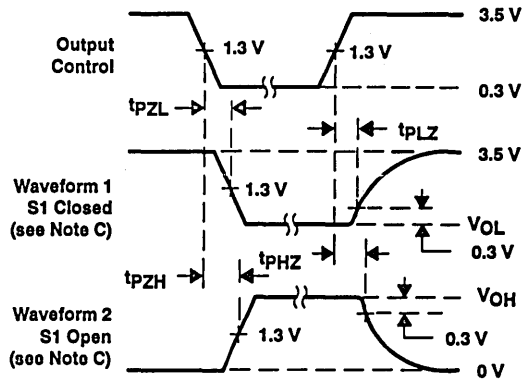 3.5 V
Output
Control
1.3 V
1.3 V
0.3 V
tPZL
tPLZ
3.5 V
Waveform 1
S1 Closed
(see Note C)
1.3 V
VOL
0.3 V
tPZH
tPHZ
VOH
Waveform 2
S1 Open
(see Note C)
1.3 V
0.3 V
0 V